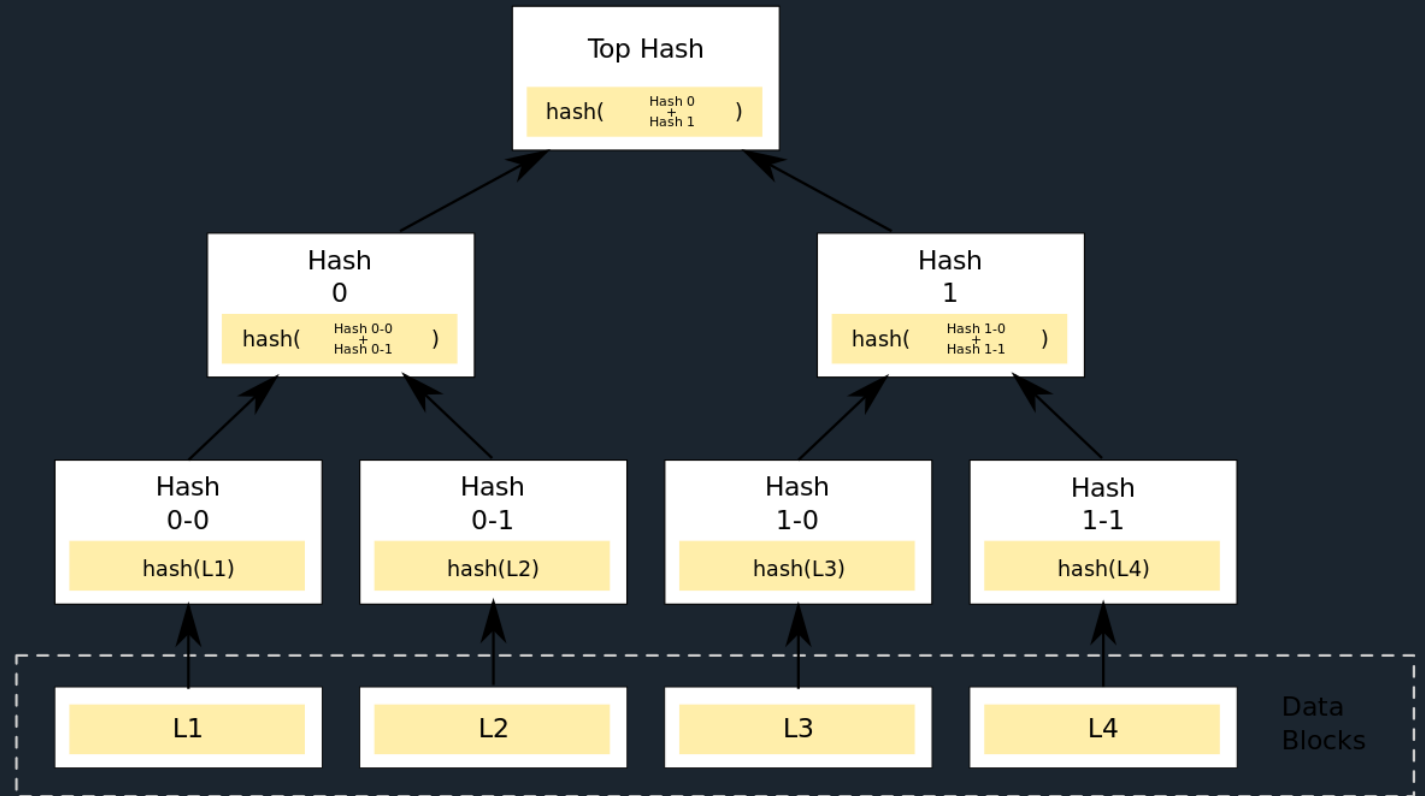 Top Hash
hash( Hash 0 + Hash 1 )
Hash
0
hash( Hash 0-0 + Hash 0-1 )
Hash
1
hash( Hash 1-0 + Hash 1-1 )
Hash
0-0
hash(L1)
Hash
0-1
hash(L2)
Hash
1-0
hash(L3)
Hash
1-1
hash(L4)
L1
L2
L3
L4
Data
Blocks